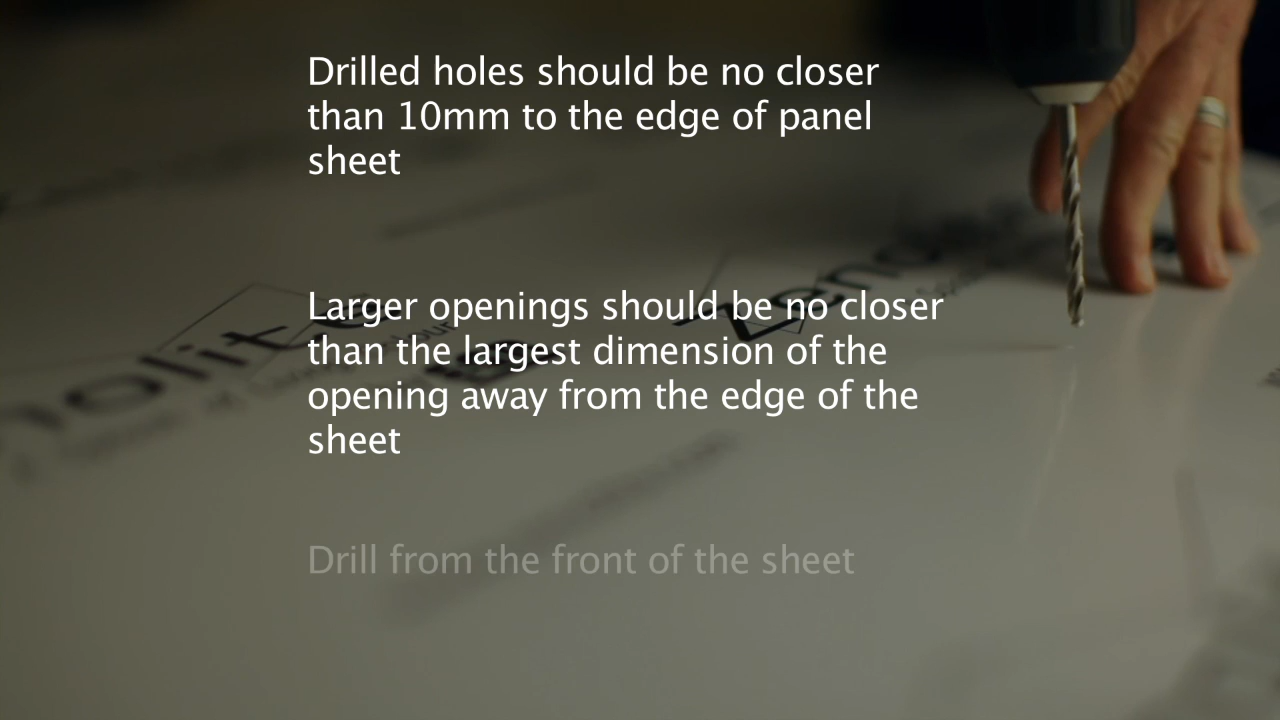 Drilled holes should be no closer
than 10mm to the edge of panel
sheet
Larger openings should be no closer
than the largest dimension of the
opening away from the edge of the
sheet
Drill from the front of the sheet